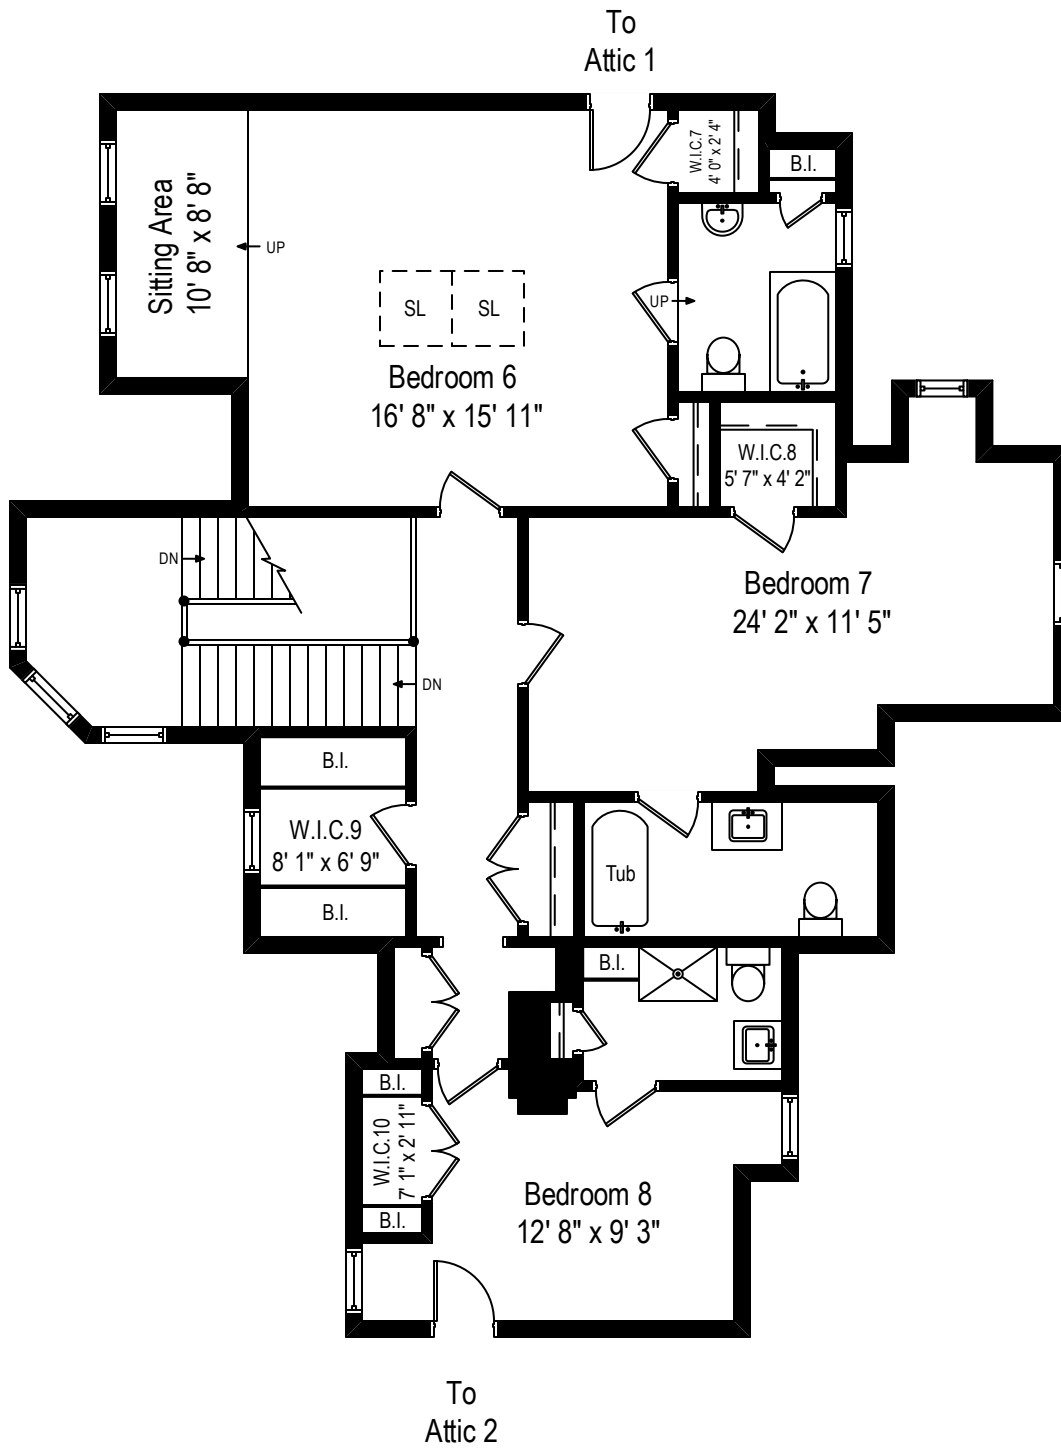 To
Attic 1
W.I.C.7
4' 0" x 2' 4"
B.I.
Sitting Area
10' 8" x 8' 8"
UP
UP
SL
SL
Bedroom 6
16' 8" x 15' 11"
W.I.C.8
5' 7" x 4' 2"
DN
Bedroom 7
24' 2" x 11' 5"
DN
B.I.
W.I.C.9
8' 1" x 6' 9"
B.I.
Tub
B.I.
B.I.
W.I.C.10
7' 1" x 2' 11"
B.I.
Bedroom 8
12' 8" x 9' 3"
To
Attic 2